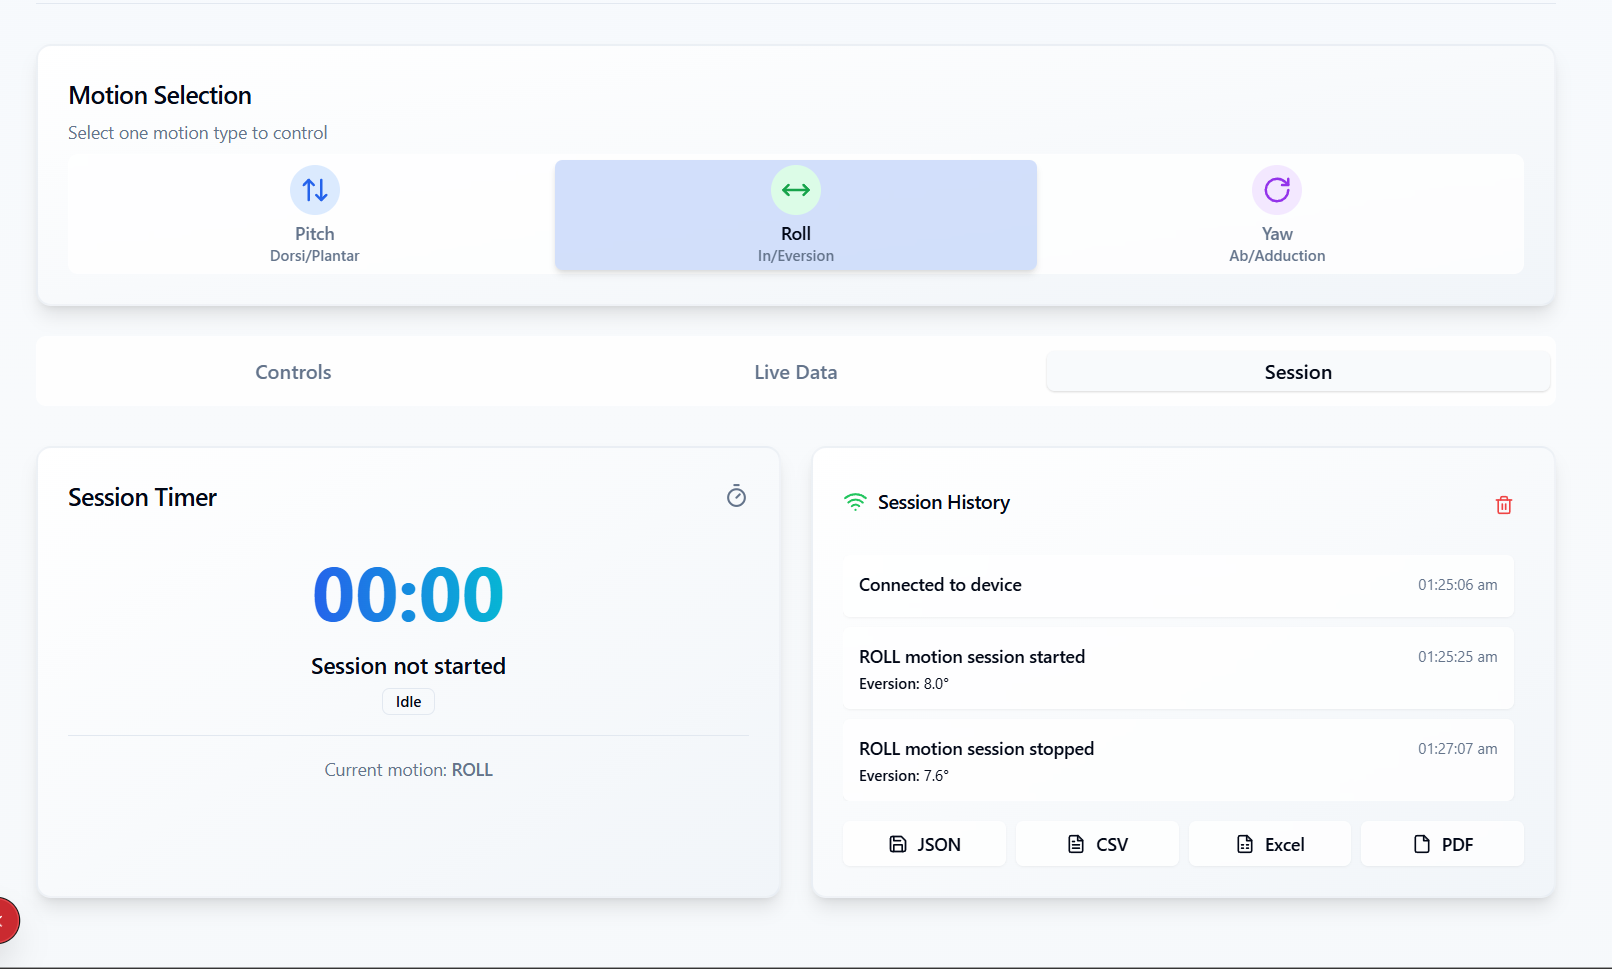 Motion Selection
Select one motion type to control
Pitch
Dorsi/Plantar
Roll
In/Eversion
Yaw
Ab/Adduction
Controls
Live Data
Session
Session Timer
00:00
Session not started
Idle
Current motion: ROLL
Session History
Connected to device 01:25:06 am
ROLL motion session started 01:25:25 am
Eversion: 8.0°
ROLL motion session stopped 01:27:07 am
Eversion: 7.6°
JSON
CSV
Excel
PDF